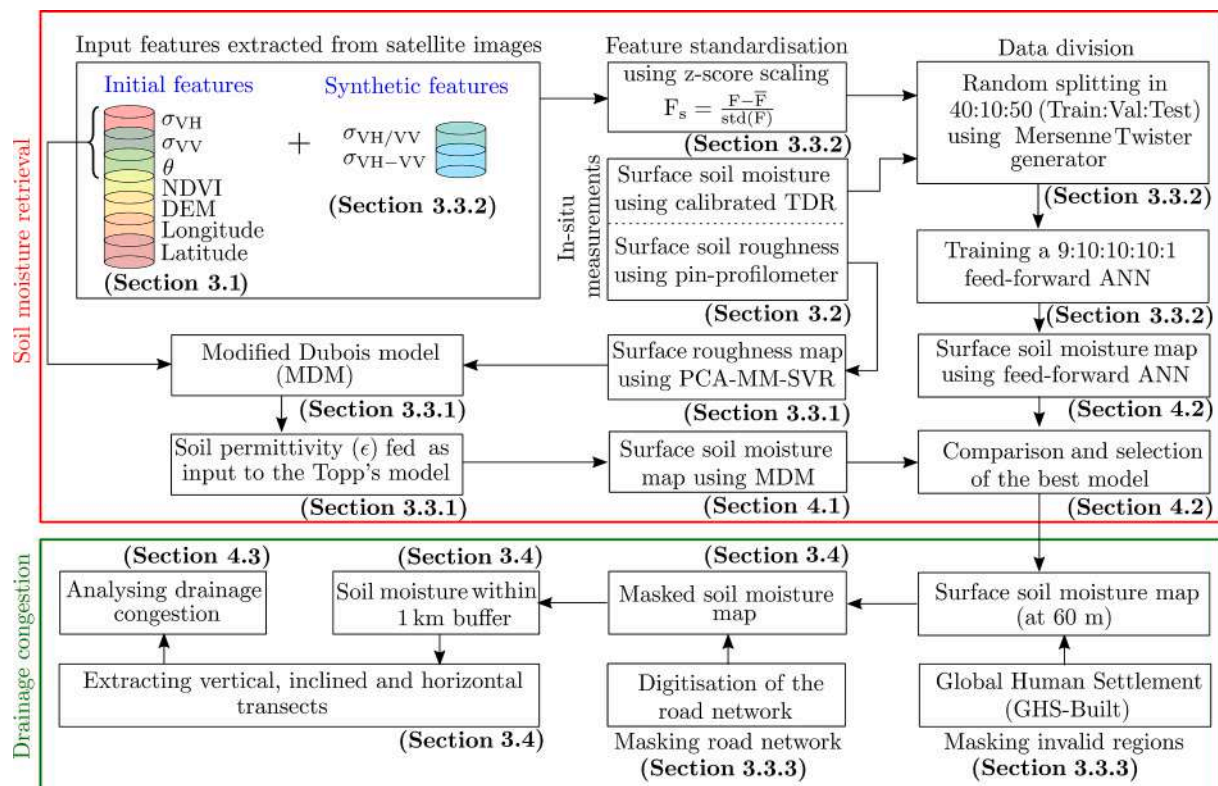 Soil moisture retrieval
Input features extracted from satellite images
Initial features
σVH
σVV
θ
NDVI
DEM
Longitude
Latitude
(Section 3.1)
+
Synthetic features
σVH/VV
σVH−VV
(Section 3.3.2)
Feature standardisation
using z-score scaling
Fs = F−F̅ / std(F)
(Section 3.3.2)
In-situ
measurements
Surface soil moisture
using calibrated TDR
Surface soil roughness
using pin-profilometer
(Section 3.2)
Data division
Random splitting in
40:10:50 (Train:Val:Test)
using Mersenne Twister
generator
(Section 3.3.2)
Training a 9:10:10:10:1
feed-forward ANN
(Section 3.3.2)
Modified Dubois model
(MDM)
(Section 3.3.1)
Surface roughness map
using PCA-MM-SVR
(Section 3.3.1)
Surface soil moisture map
using feed-forward ANN
(Section 4.2)
Soil permittivity (ϵ) fed as
input to the Topp's model
(Section 3.3.1)
Surface soil moisture
map using MDM
(Section 4.1)
Comparison and selection
of the best model
(Section 4.2)
Drainage congestion
(Section 4.3)
Analysing drainage
congestion
(Section 3.4)
Soil moisture within
1 km buffer
(Section 3.4)
Masked soil moisture
map
Surface soil moisture map
(at 60 m)
Extracting vertical, inclined and horizontal
transects
(Section 3.4)
Digitisation of the
road network
Masking road network
(Section 3.3.3)
Global Human Settlement
(GHS-Built)
Masking invalid regions
(Section 3.3.3)